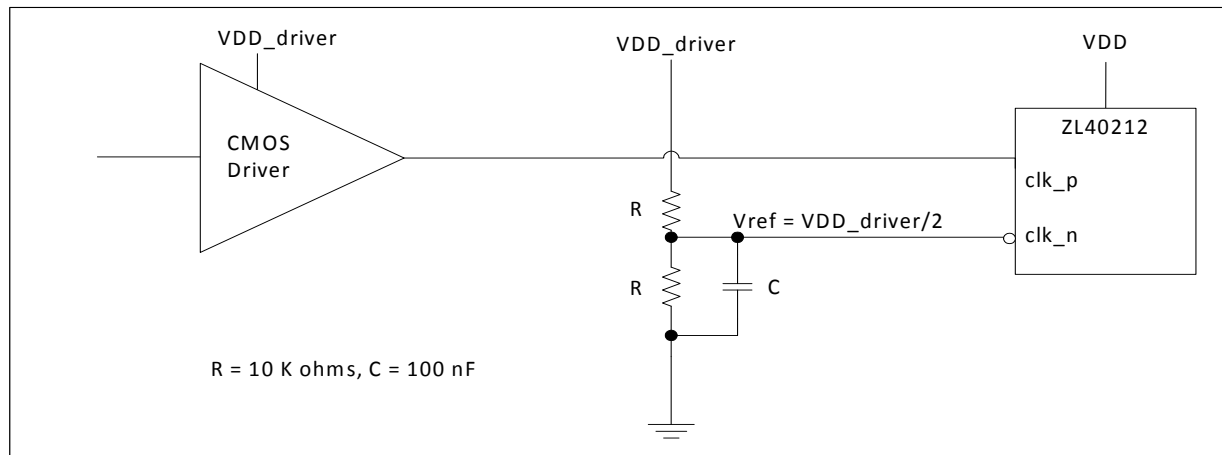 VDD_driver
VDD_driver
VDD
CMOS
Driver
ZL40212
clk_p
R
Vref = VDD_driver/2
clk_n
R
C
R = 10 K ohms, C = 100 nF